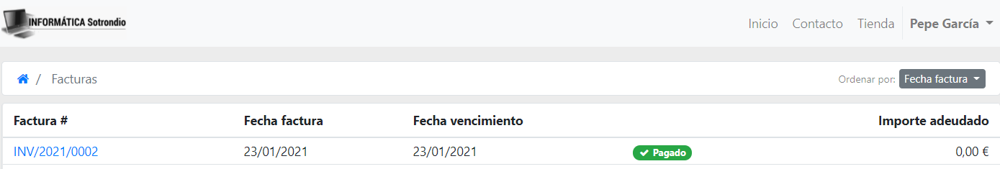 INFORMÁTICA Sotrondio
Inicio Contacto Tienda Pepe García
/ Facturas Ordenar por: Fecha factura
Factura # Fecha factura Fecha vencimiento Importe adeudado
INV/2021/0002 23/01/2021 23/01/2021 Pagado 0,00 €